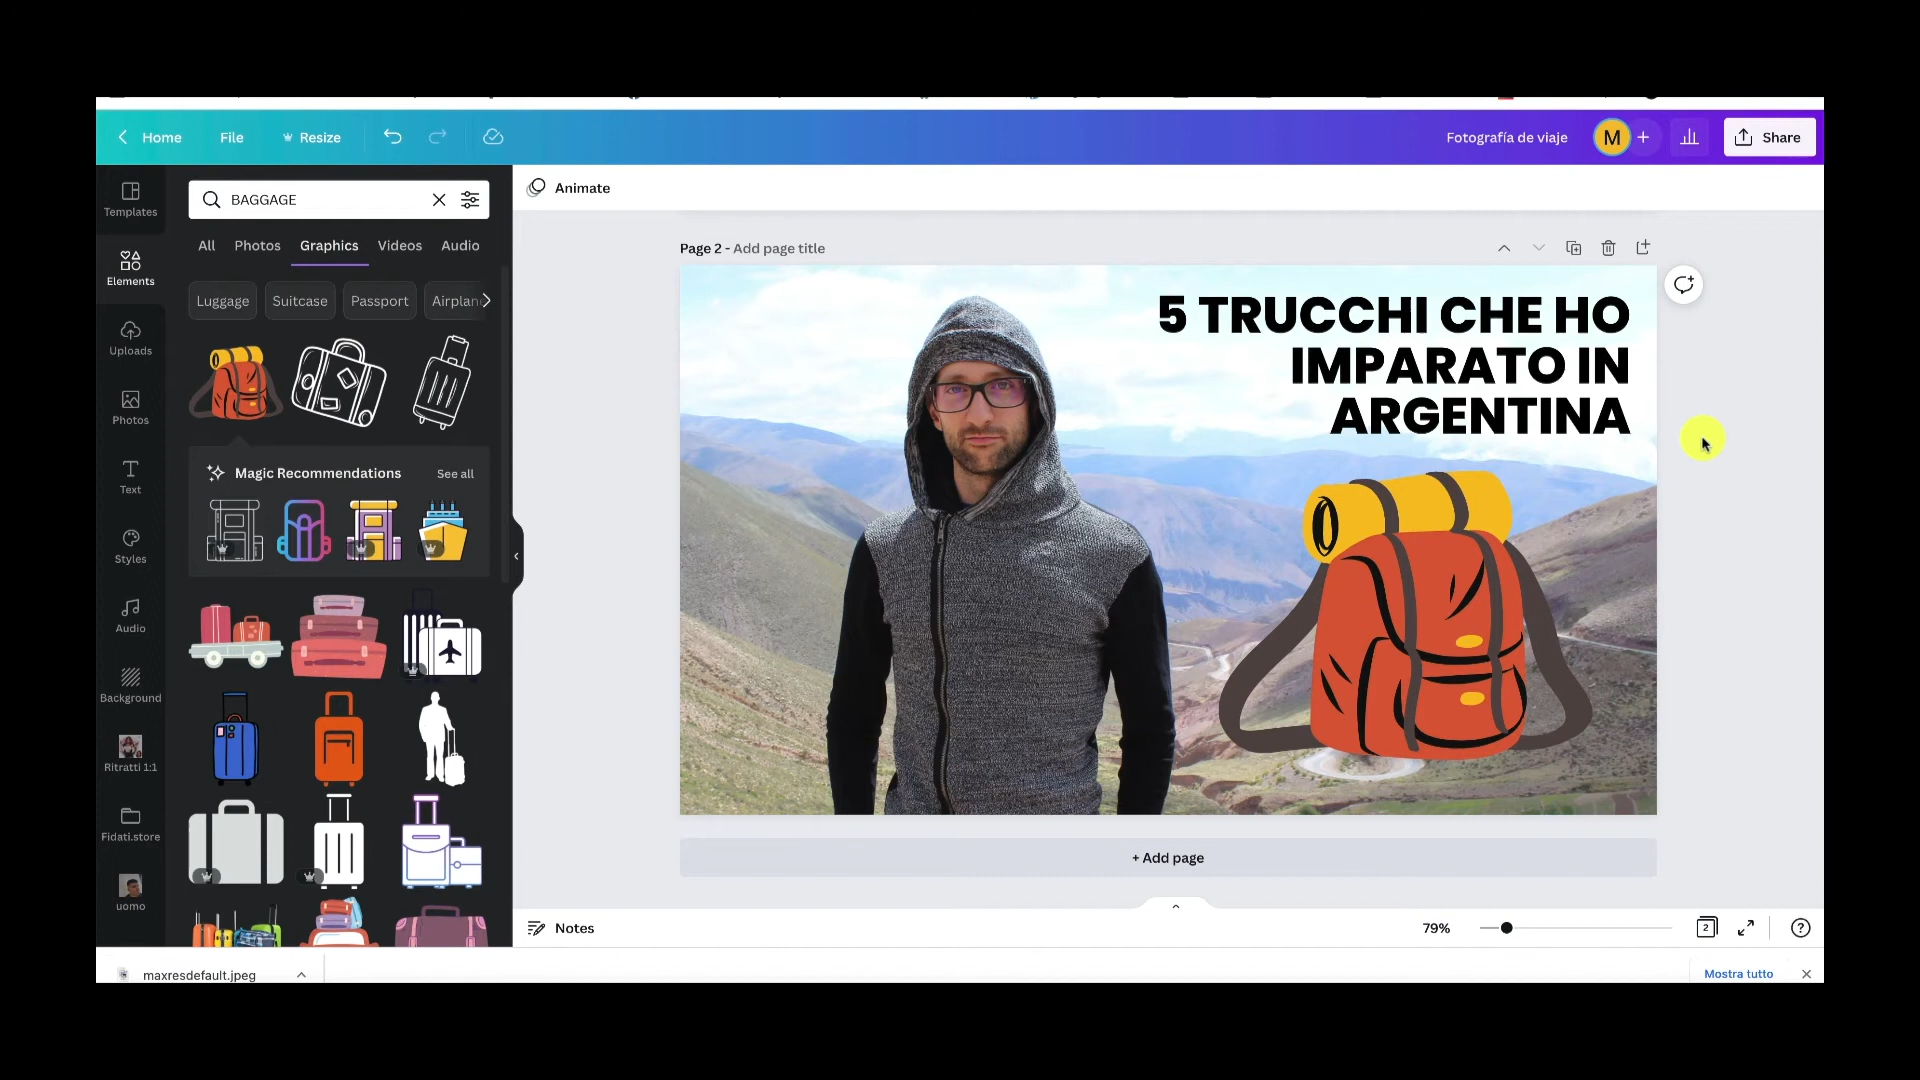 Home
File
Resize
Fotografía de viaje
M
+
Share
Templates
Elements
Uploads
Photos
Text
Styles
Audio
Background
Ritratti 1:1
Fidati.store
uomo
BAGGAGE
All
Photos
Graphics
Videos
Audio
Luggage
Suitcase
Passport
Airplan
Magic Recommendations
See all
Animate
Page 2 - Add page title
5 TRUCCHI CHE HO
IMPARATO IN
ARGENTINA
+ Add page
Notes
79%
2
?
maxresdefault.jpeg
Mostra tutto